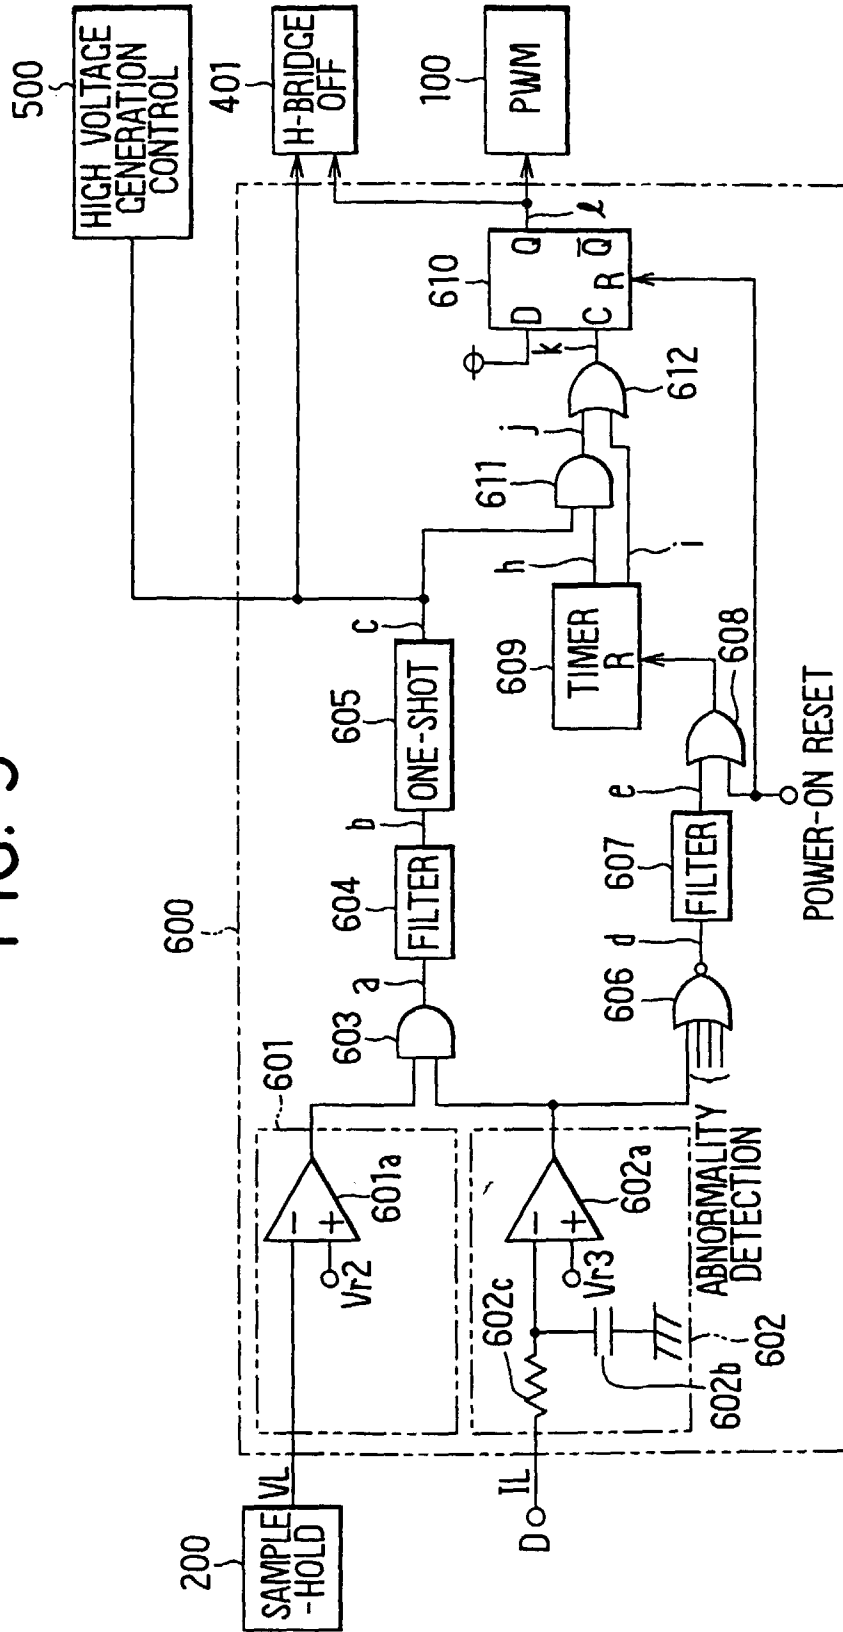 500
HIGH VOLTAGE
GENERATION
CONTROL
401
H-BRIDGE
OFF
100
PWM
600
601
601a
Vr2
VL
200
SAMPLE
-HOLD
602c
602a
Vr3
602b
602
IL
D
603
a
604
FILTER
b
605
ONE-SHOT
c
606
ABNORMALITY
DETECTION
d
607
FILTER
e
608
POWER-ON RESET
609
TIMER
R
h
i
611
j
612
k
610
D
Q
C
R
Q̅
ℓ